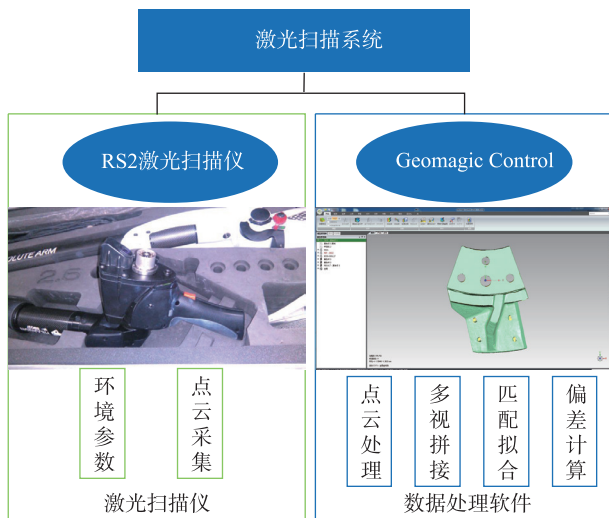 激光扫描系统
RS2激光扫描仪
Geomagic Control
OLUTE ARM
环境参数
点云采集
点云处理
多视拼接
匹配拟合
偏差计算
激光扫描仪
数据处理软件